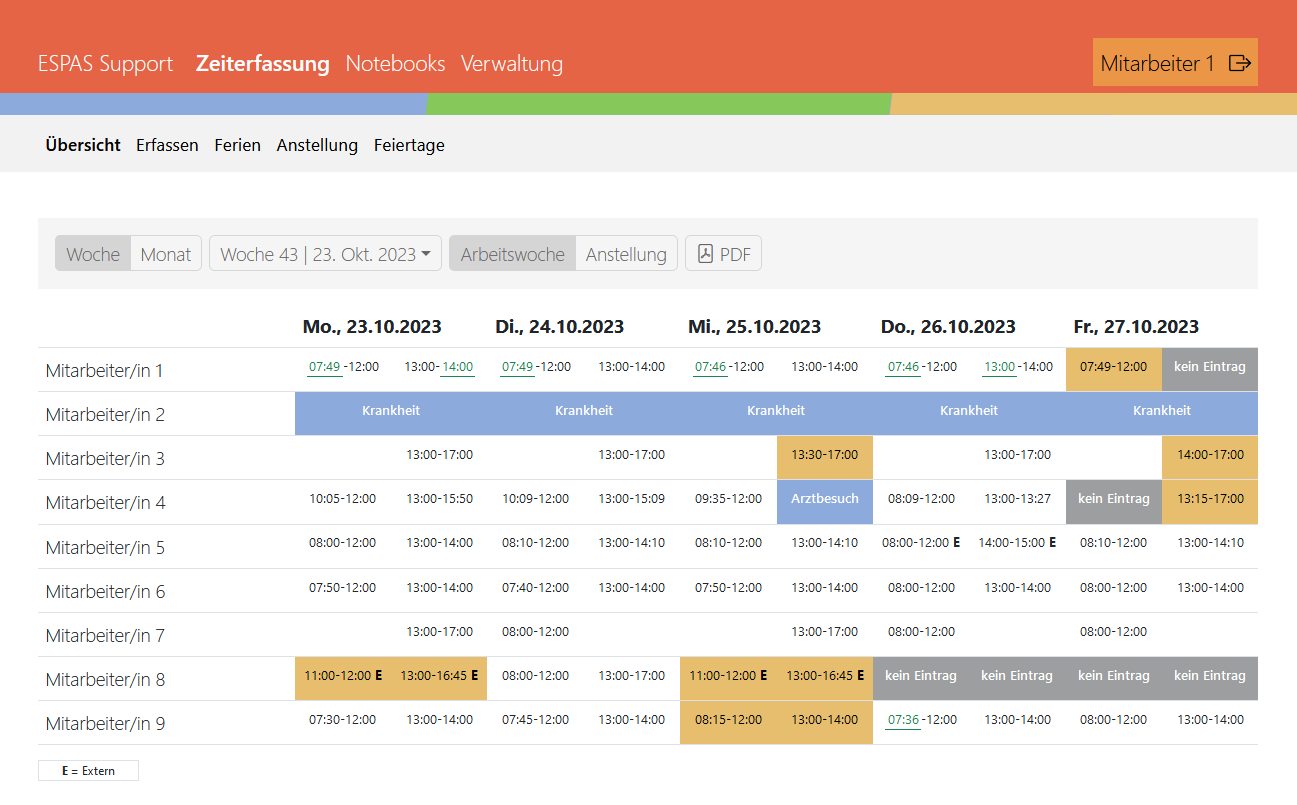 ESPAS Support Zeiterfassung Notebooks Verwaltung Mitarbeiter 1
Übersicht Erfassen Ferien Anstellung Feiertage
Woche Monat Woche 43 | 23. Okt. 2023 Arbeitswoche Anstellung PDF
Mo., 23.10.2023 Di., 24.10.2023 Mi., 25.10.2023 Do., 26.10.2023 Fr., 27.10.2023
Mitarbeiter/in 1 07:49-12:00 13:00-14:00 07:49-12:00 13:00-14:00 07:46-12:00 13:00-14:00 07:46-12:00 13:00-14:00 07:49-12:00 kein Eintrag
Mitarbeiter/in 2 Krankheit Krankheit Krankheit Krankheit Krankheit
Mitarbeiter/in 3 13:00-17:00 13:00-17:00 13:30-17:00 13:00-17:00 14:00-17:00
Mitarbeiter/in 4 10:05-12:00 13:00-15:50 10:09-12:00 13:00-15:09 09:35-12:00 Arztbesuch 08:09-12:00 13:00-13:27 kein Eintrag 13:15-17:00
Mitarbeiter/in 5 08:00-12:00 13:00-14:00 08:10-12:00 13:00-14:10 08:10-12:00 13:00-14:10 08:00-12:00 E 14:00-15:00 E 08:10-12:00 13:00-14:10
Mitarbeiter/in 6 07:50-12:00 13:00-14:00 07:40-12:00 13:00-14:00 07:50-12:00 13:00-14:00 08:00-12:00 13:00-14:00 08:00-12:00 13:00-14:00
Mitarbeiter/in 7 13:00-17:00 08:00-12:00 13:00-17:00 08:00-12:00 08:00-12:00
Mitarbeiter/in 8 11:00-12:00 E 13:00-16:45 E 08:00-12:00 13:00-17:00 11:00-12:00 E 13:00-16:45 E kein Eintrag kein Eintrag kein Eintrag kein Eintrag
Mitarbeiter/in 9 07:30-12:00 13:00-14:00 07:45-12:00 13:00-14:00 08:15-12:00 13:00-14:00 07:36-12:00 13:00-14:00 08:00-12:00 13:00-14:00
E = Extern